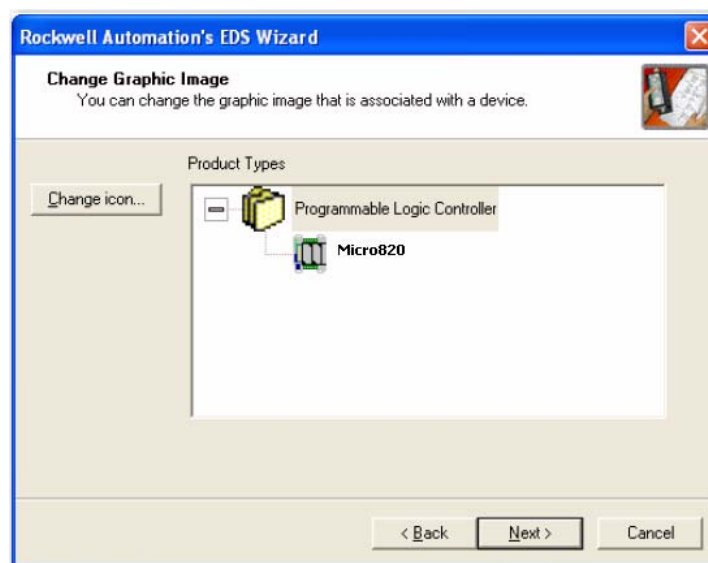 Rockwell Automation's EDS Wizard
Change Graphic Image
You can change the graphic image that is associated with a device.
Product Types
Change icon...
Programmable Logic Controller
Micro820
< Back
Next >
Cancel